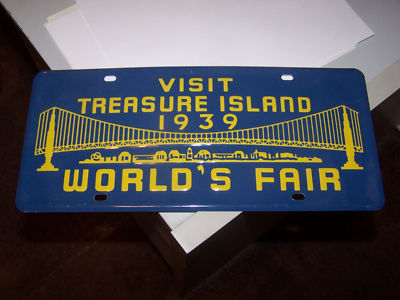 VISIT
TREASURE ISLAND
1939
WORLD'S FAIR